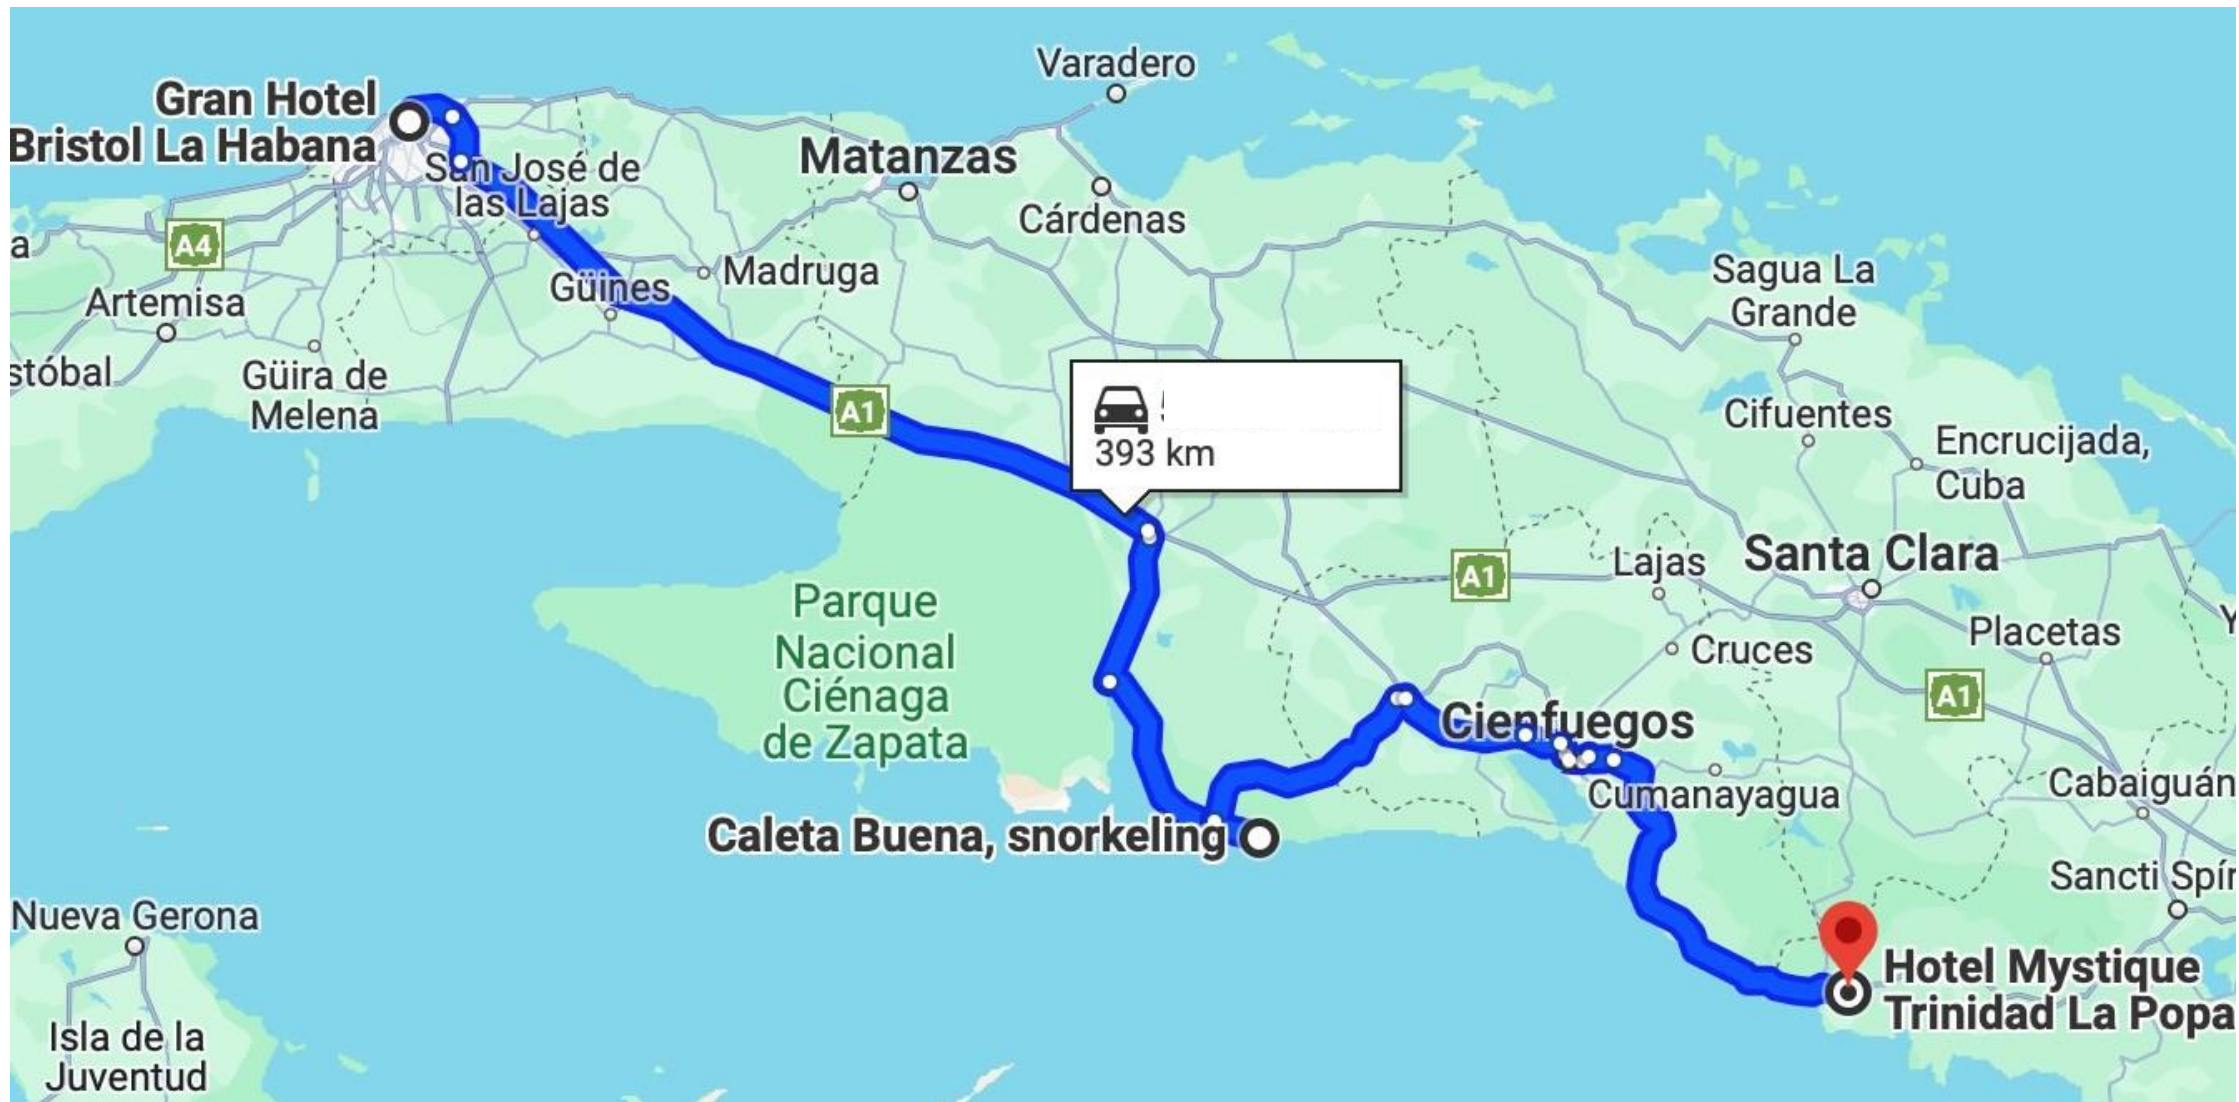 Varadero
Gran Hotel
Bristol La Habana
San José de
las Lajas
Matanzas
Cárdenas
A4
Madruga
Güines
Artemisa
stóbal
Güira de
Melena
a
A1
393 km
Sagua La
Grande
Cifuentes
Encrucijada,
Cuba
Lajas
Santa Clara
A1
Placetas
Cruces
A1
Y
Parque
Nacional
Ciénaga
de Zapata
Cienfuegos
Cumanayagua
Cabaiguán
Caleta Buena, snorkeling
Sancti Spír
Nueva Gerona
Hotel Mystique
Trinidad La Popa
Isla de la
Juventud